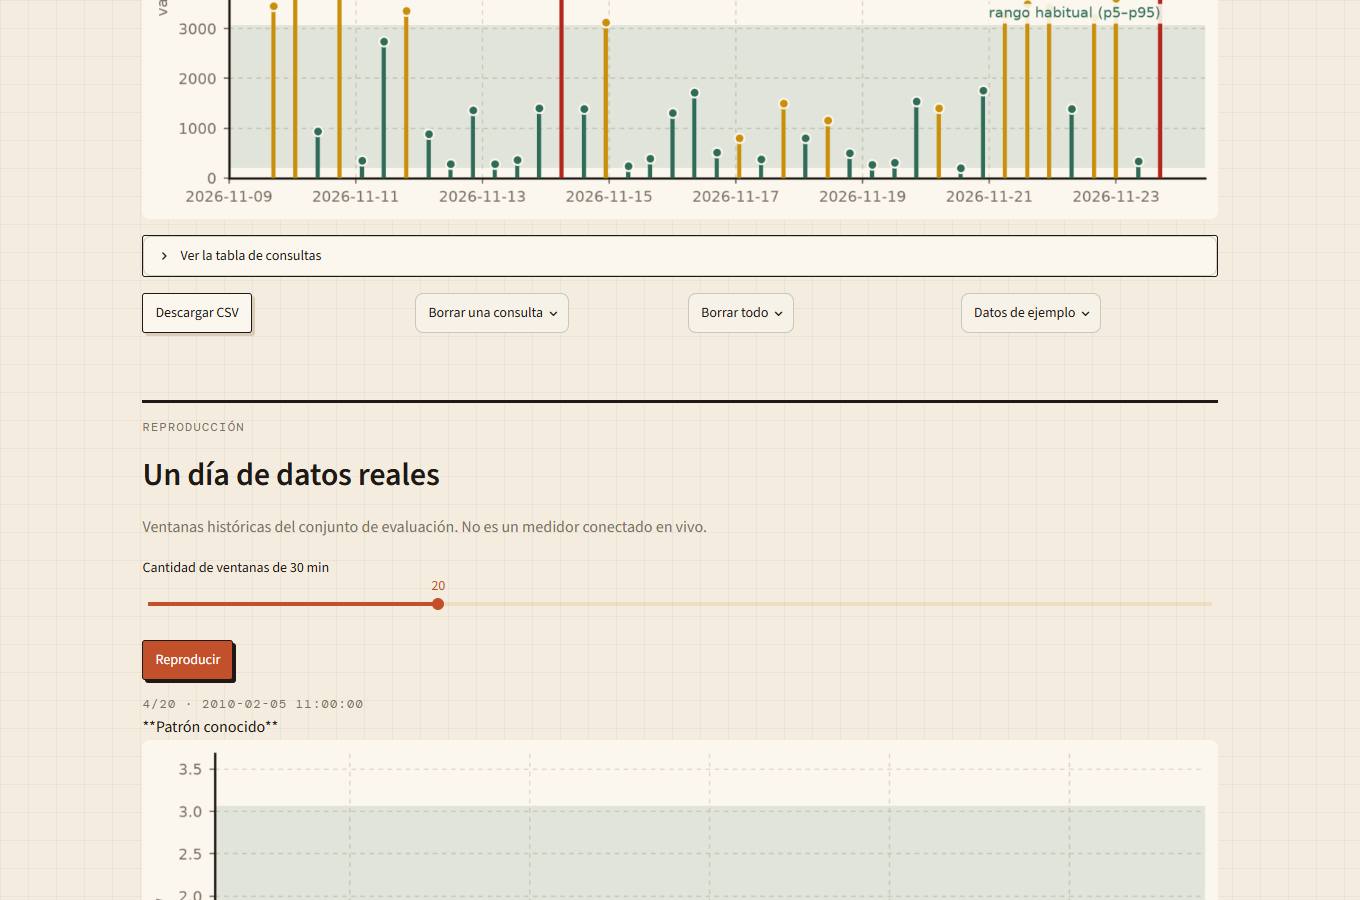 va
rango habitual (p5–p95)
3000
2000
1000
0
2026-11-09 2026-11-11 2026-11-13 2026-11-15 2026-11-17 2026-11-19 2026-11-21 2026-11-23
Ver la tabla de consultas
Descargar CSV Borrar una consulta Borrar todo Datos de ejemplo
REPRODUCCIÓN
Un día de datos reales
Ventanas históricas del conjunto de evaluación. No es un medidor conectado en vivo.
Cantidad de ventanas de 30 min
20
Reproducir
4/20 · 2010-02-05 11:00:00
**Patrón conocido**
3.5
3.0
2.5
2.0